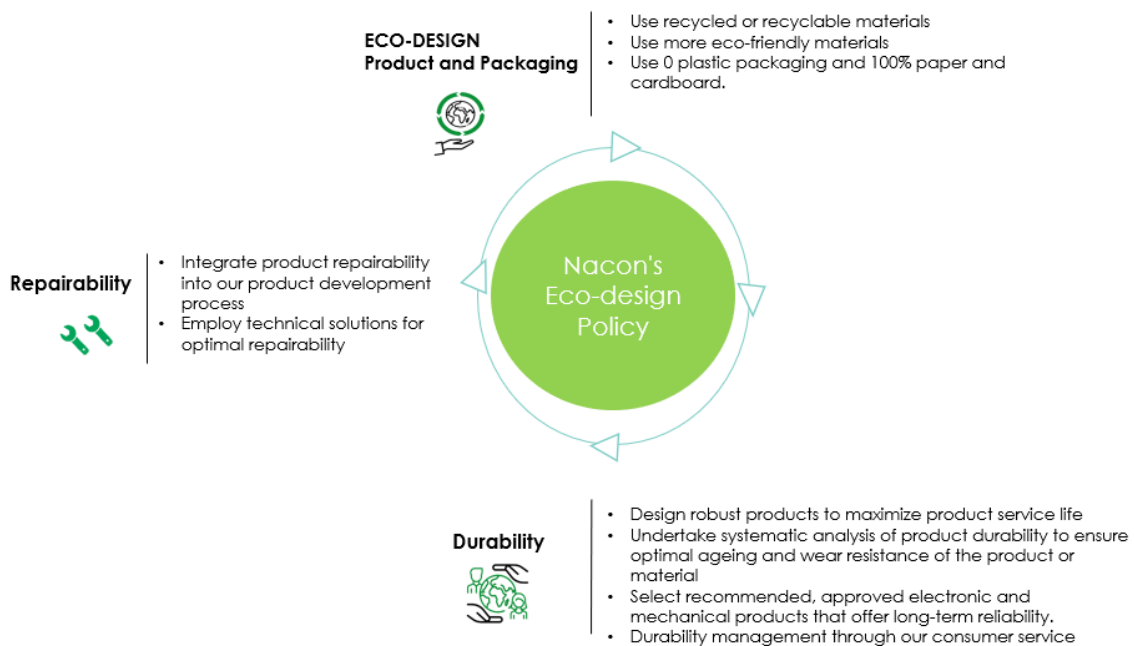 ECO-DESIGN
Product and Packaging
• Use recycled or recyclable materials
• Use more eco-friendly materials
• Use 0 plastic packaging and 100% paper and
cardboard.
Nacon's
Eco-design
Policy
Repairability
• Integrate product repairability
into our product development
process
• Employ technical solutions for
optimal repairability
Durability
• Design robust products to maximize product service life
• Undertake systematic analysis of product durability to ensure
optimal ageing and wear resistance of the product or
material
• Select recommended, approved electronic and
mechanical products that offer long-term reliability.
• Durability management through our consumer service